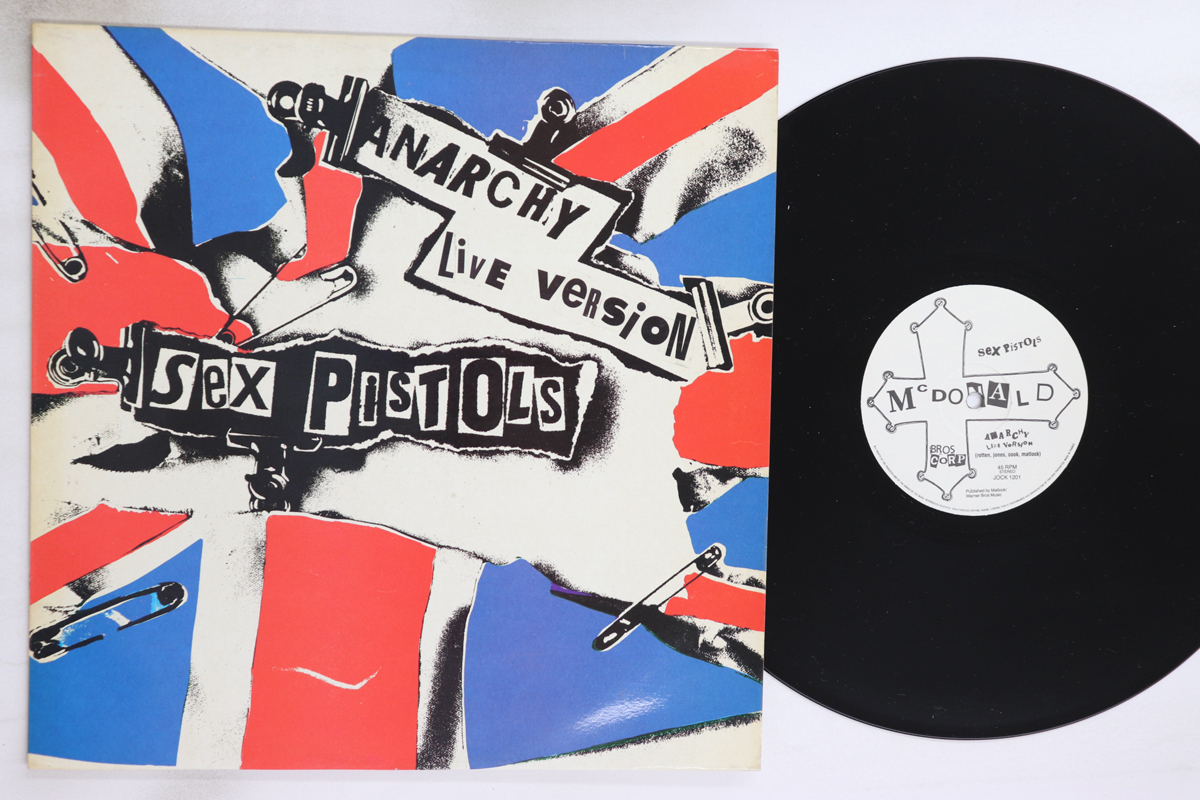 ANARCHY
LivE version
SeX PiSTOLS
sex PisTOLs
McDONALD
BROS
CORP
ANARCHY
LivE version
(rotten, jones, cook, matlock)
45 RPM
STEREO
JOCK 1201
Published by Matlock/
Warner Bros Music